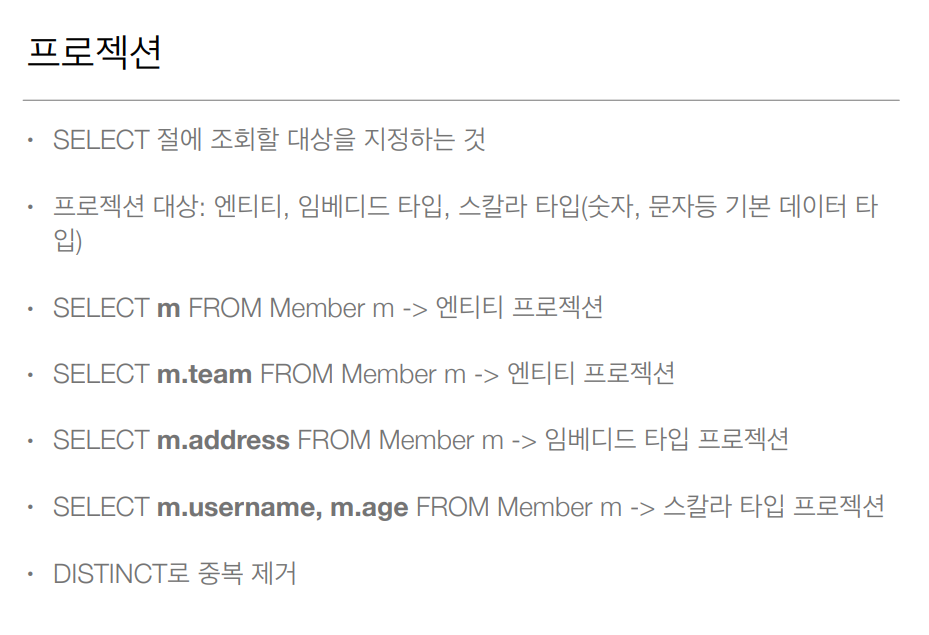 프로젝션
• SELECT 절에 조회할 대상을 지정하는 것
• 프로젝션 대상: 엔티티, 임베디드 타입, 스칼라 타입(숫자, 문자등 기본 데이터 타
입)
• SELECT m FROM Member m -> 엔티티 프로젝션
• SELECT m.team FROM Member m -> 엔티티 프로젝션
• SELECT m.address FROM Member m -> 임베디드 타입 프로젝션
• SELECT m.username, m.age FROM Member m -> 스칼라 타입 프로젝션
• DISTINCT로 중복 제거